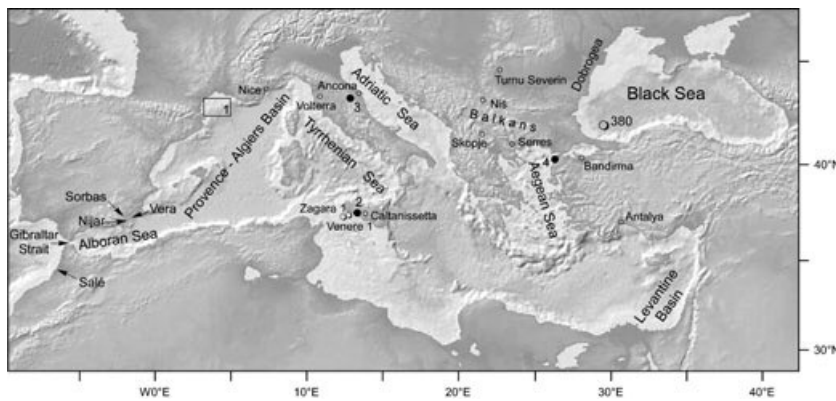 Dobrogea
Turnu Severin
Black Sea
380
Nice
Ancona
Adriatic Sea
Volterra
3
Nis
Balkans
Skopje
Serres
1
Provence - Algiers Basin
Tyrrhenian Sea
4
Bandirma
Aegean Sea
Sorbas
Vera
Nijar
Gibraltar
Strait
Alboran Sea
Salé
Zagara 1
2
Caltanissetta
Venere 1
Antalya
Levantine
Basin
40°N
30°N
W0°E
10°E
20°E
30°E
40°E